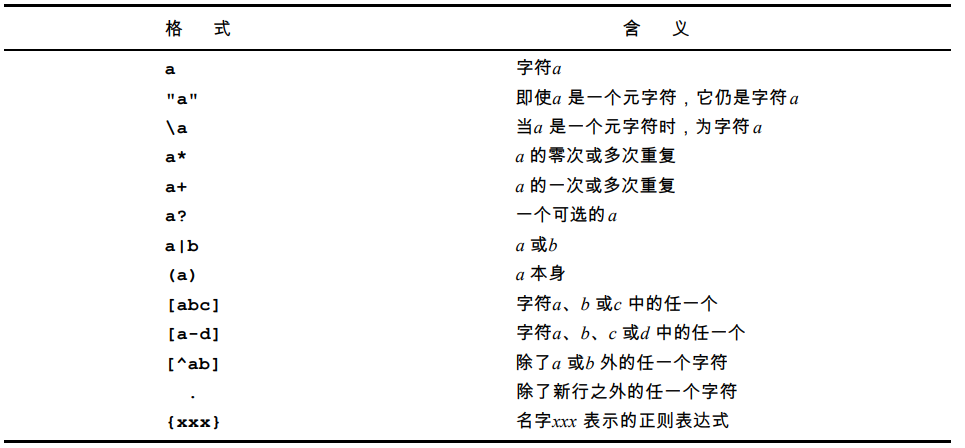 格 式 含 义
a 字符a
"a" 即使a 是一个元字符，它仍是字符a
\a 当a 是一个元字符时，为字符a
a* a 的零次或多次重复
a+ a 的一次或多次重复
a? 一个可选的a
a|b a 或b
(a) a 本身
[abc] 字符a、b 或c 中的任一个
[a-d] 字符a、b、c 或d 中的任一个
[^ab] 除了a 或b 外的任一个字符
. 除了新行之外的任一个字符
{xxx} 名字xxx 表示的正则表达式